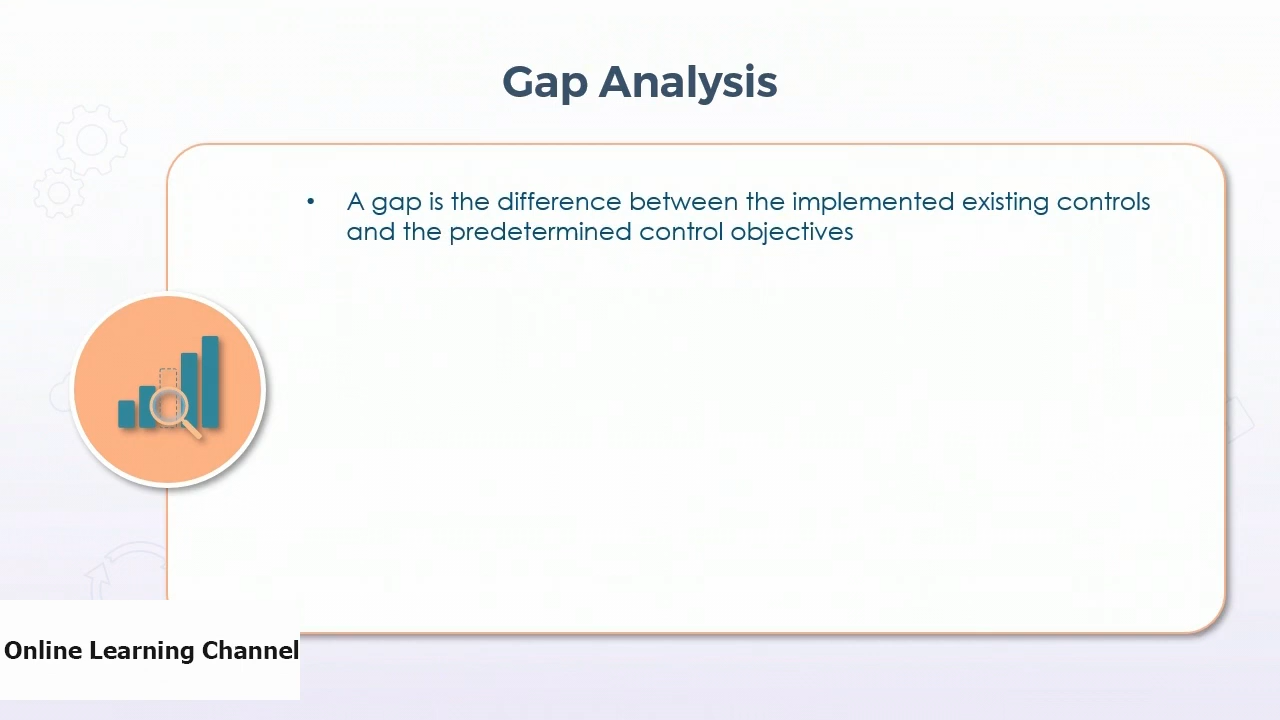 Gap Analysis
• A gap is the difference between the implemented existing controls
and the predetermined control objectives
Online Learning Channel